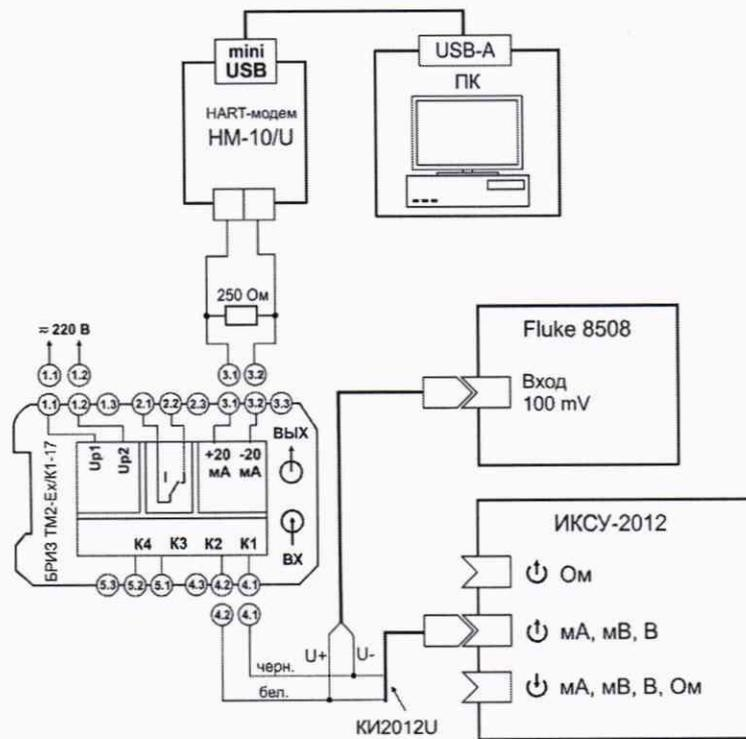 mini
USB
USB-A
ПК
HART-модем
HM-10/U
250 Ом
≈ 220 В
Fluke 8508
Вход
100 mV
1.1 1.2 3.1 3.2
1.1 1.2 1.3 2.1 2.2 2.3 3.1 3.2 3.3
БРИЗ ТМ2-Ех/К1-17
Up1 Up2 I +20 мА -20 мА
ВЫХ
ВХ
К4 К3 К2 К1
5.3 5.2 5.1 4.3 4.2 4.1
4.2 4.1
ИКСУ-2012
Ом
мА, мВ, В
мА, мВ, В, Ом
U+ U-
черн.
бел.
КИ2012U